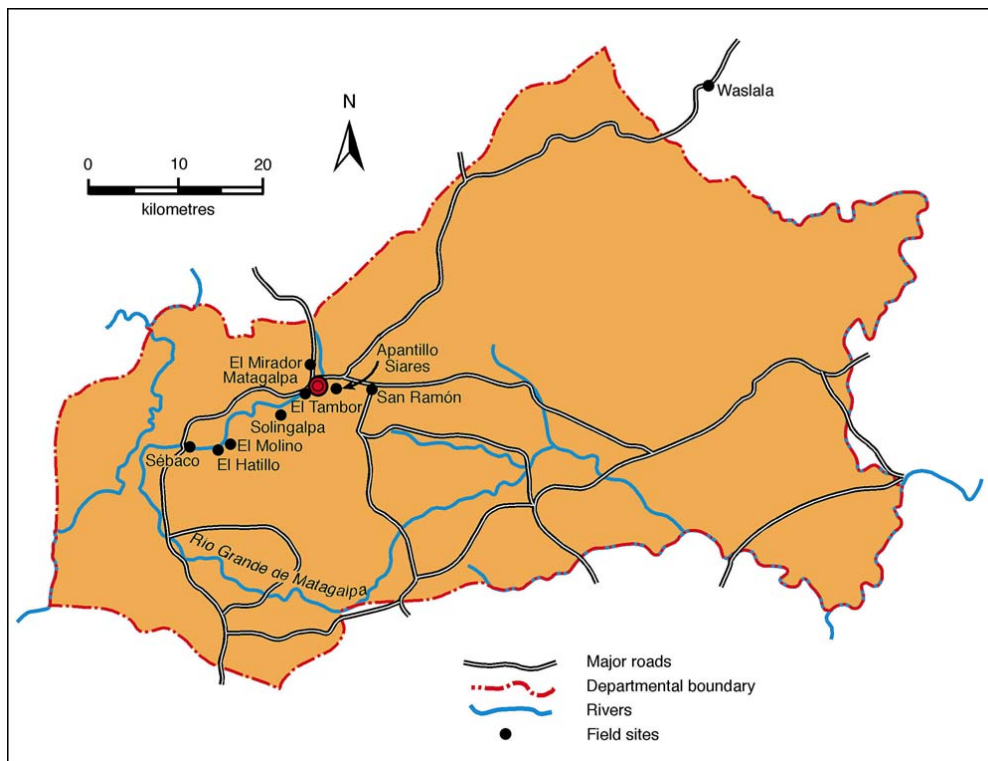 Waslala
N
0 10 20
kilometres
El Mirador
Matagalpa
Apantillo
Siares
El Tambor
San Ramón
Solingalpa
El Molino
Sébaco
El Hatillo
Río Grande de Matagalpa
Major roads
Departmental boundary
Rivers
Field sites